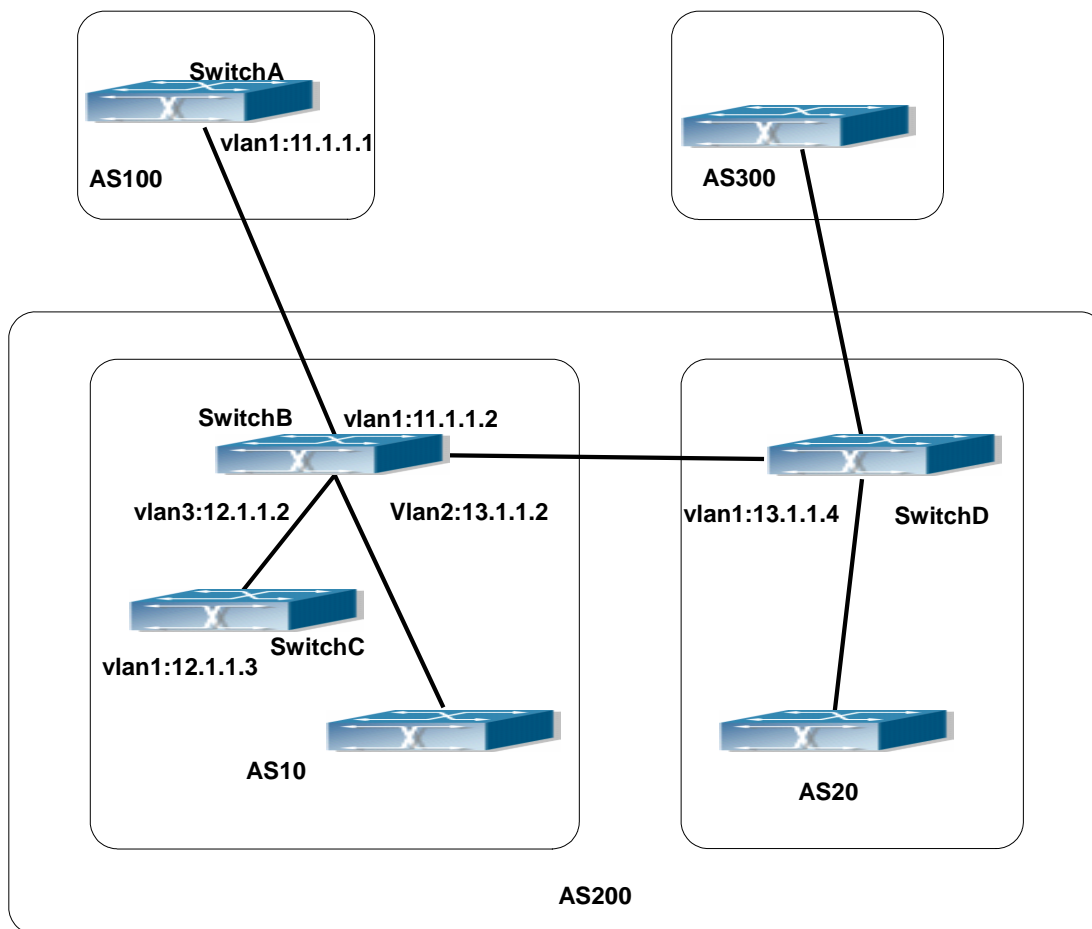 SwitchA
vlan1:11.1.1.1
AS100
AS300
SwitchB
vlan1:11.1.1.2
vlan3:12.1.1.2
Vlan2:13.1.1.2
vlan1:13.1.1.4
SwitchD
SwitchC
vlan1:12.1.1.3
AS10
AS20
AS200